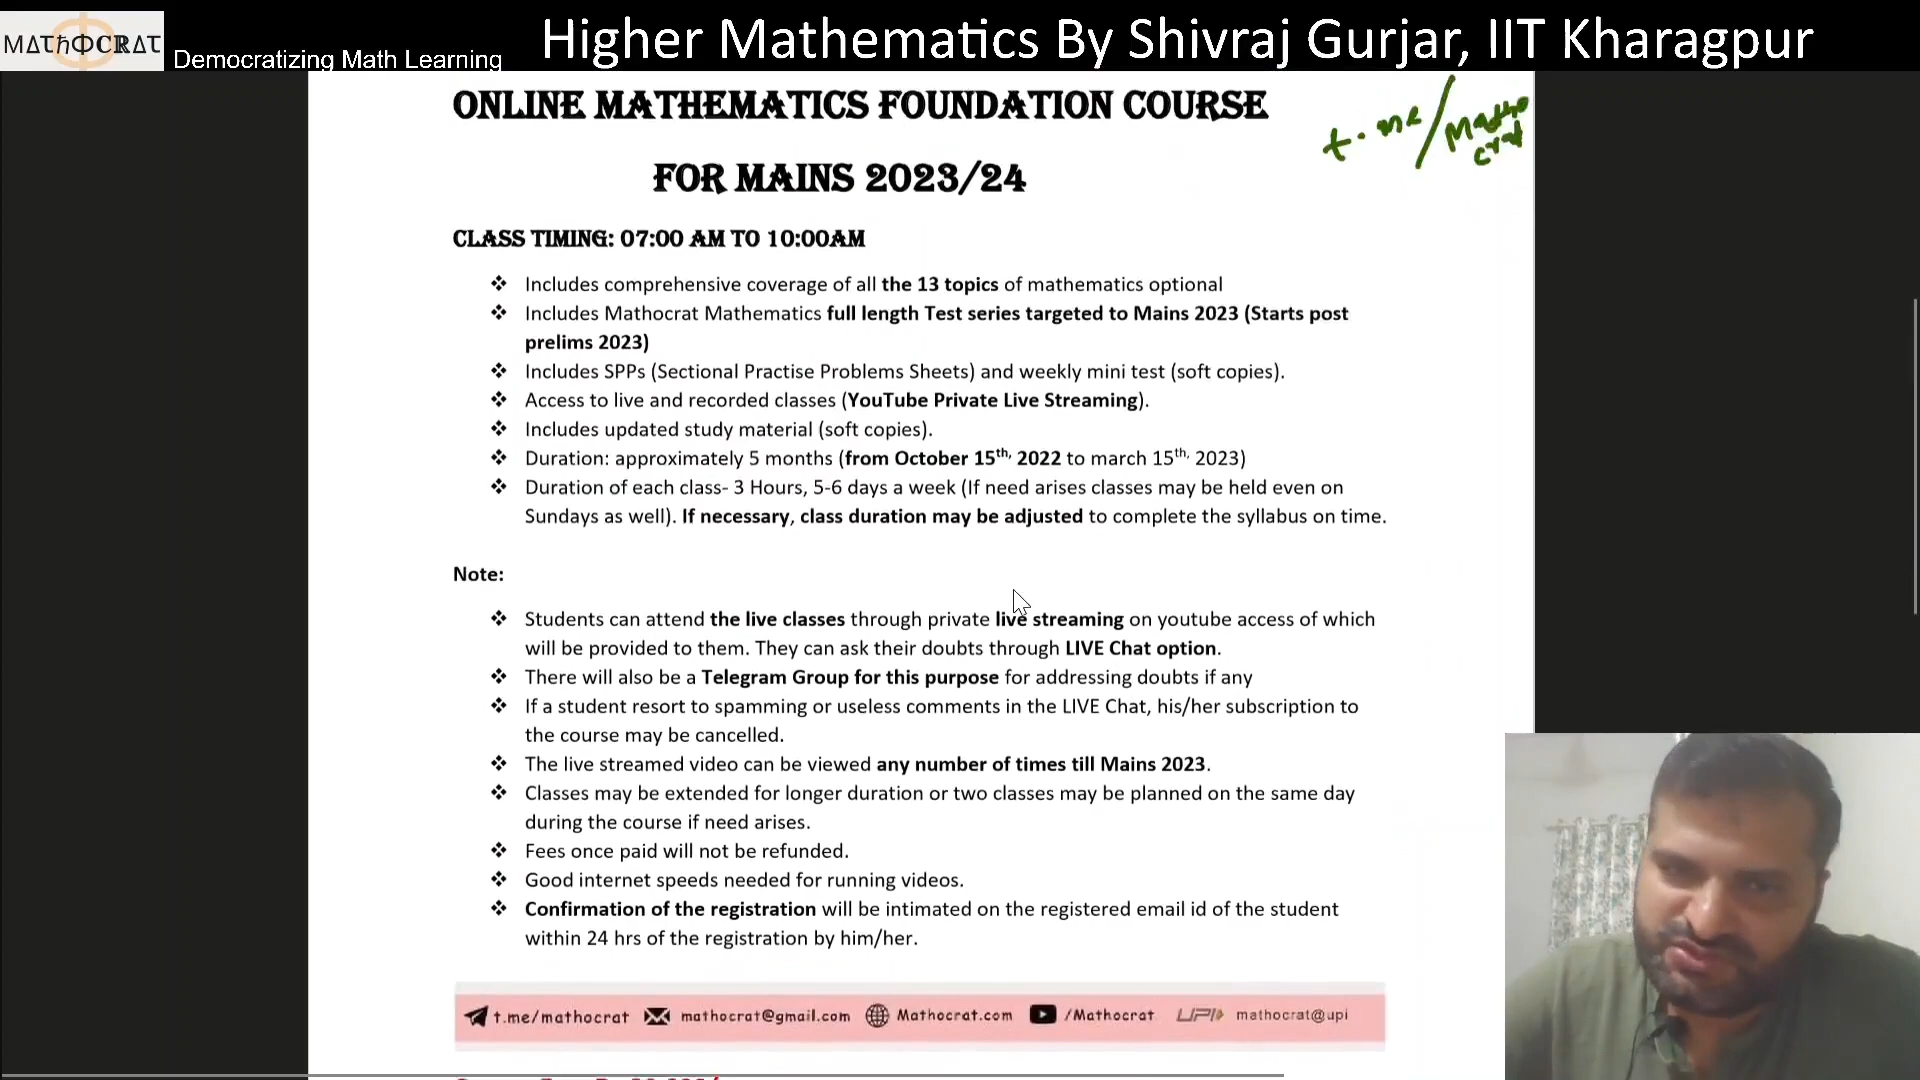 MΔTℏΦCRΔT
Democratizing Math Learning
Higher Mathematics By Shivraj Gurjar, IIT Kharagpur
t.me/Matho
crat
ONLINE MATHEMATICS FOUNDATION COURSE
FOR MAINS 2023/24
CLASS TIMING: 07:00 AM TO 10:00AM
❖ Includes comprehensive coverage of all the 13 topics of mathematics optional
❖ Includes Mathocrat Mathematics full length Test series targeted to Mains 2023 (Starts post
prelims 2023)
❖ Includes SPPs (Sectional Practise Problems Sheets) and weekly mini test (soft copies).
❖ Access to live and recorded classes (YouTube Private Live Streaming).
❖ Includes updated study material (soft copies).
❖ Duration: approximately 5 months (from October 15th, 2022 to march 15th, 2023)
❖ Duration of each class- 3 Hours, 5-6 days a week (If need arises classes may be held even on
Sundays as well). If necessary, class duration may be adjusted to complete the syllabus on time.
Note:
❖ Students can attend the live classes through private live streaming on youtube access of which
will be provided to them. They can ask their doubts through LIVE Chat option.
❖ There will also be a Telegram Group for this purpose for addressing doubts if any
❖ If a student resort to spamming or useless comments in the LIVE Chat, his/her subscription to
the course may be cancelled.
❖ The live streamed video can be viewed any number of times till Mains 2023.
❖ Classes may be extended for longer duration or two classes may be planned on the same day
during the course if need arises.
❖ Fees once paid will not be refunded.
❖ Good internet speeds needed for running videos.
❖ Confirmation of the registration will be intimated on the registered email id of the student
within 24 hrs of the registration by him/her.
t.me/mathocrat mathocrat@gmail.com Mathocrat.com /Mathocrat UPI mathocrat@upi